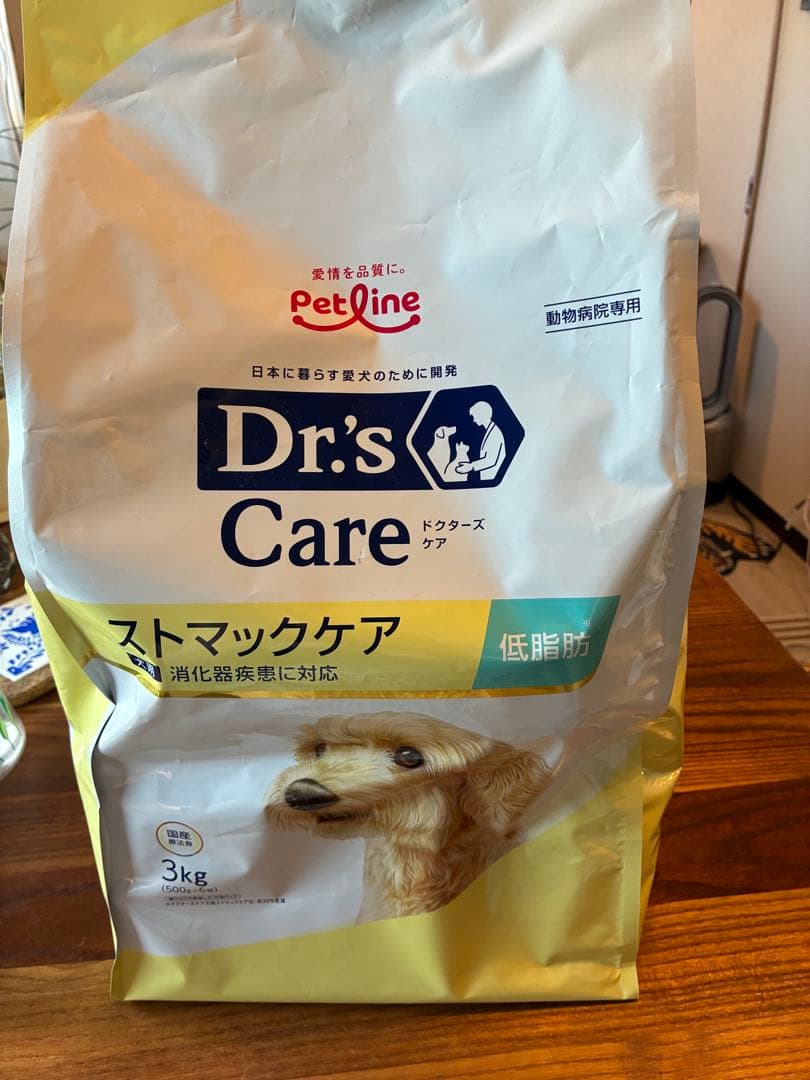 愛情を品質に。
Petline
動物病院専用
日本に暮らす愛犬のために開発
Dr.'s
Care
ドクターズ
ケア
ストマックケア
低脂肪
犬用 消化器疾患に対応
国産
療法食
3kg